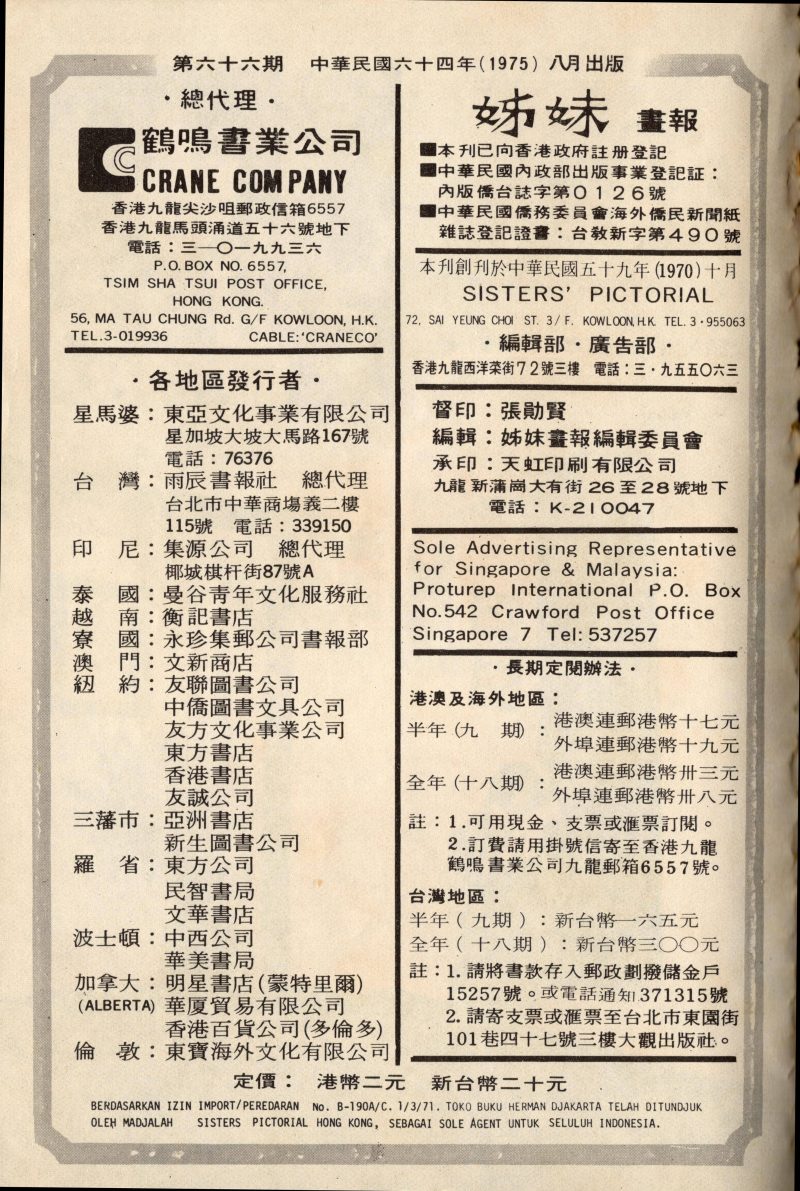 第六十六期　中華民國六十四年(1975) 八月出版
·總代理·
鶴鳴書業公司
CRANE COMPANY
香港九龍尖沙咀郵政信箱6557
香港九龍馬頭涌道五十六號地下
電話：三—〇一九九三六
P.O. BOX NO. 6557,
TSIM SHA TSUI POST OFFICE,
HONG KONG.
56, MA TAU CHUNG Rd. G/F KOWLOON, H.K.
TEL.3-019936 CABLE:'CRANECO'
·各地區發行者·
星馬婆：東亞文化事業有限公司
星加坡大坡大馬路167號
電話：76376
台　灣：雨辰書報社　總代理
台北市中華商場義二樓
115號　電話：339150
印　尼：集源公司　總代理
椰城棋杆街87號A
泰　國：曼谷青年文化服務社
越　南：衡記書店
寮　國：永珍集郵公司書報部
澳　門：文新商店
紐　約：友聯圖書公司
中僑圖書文具公司
友方文化事業公司
東方書店
香港書店
友誠公司
三藩市：亞洲書店
新生圖書公司
羅　省：東方公司
民智書局
文華書店
波士頓：中西公司
華美書局
加拿大：明星書店(蒙特里爾)
(ALBERTA) 華厦貿易有限公司
香港百貨公司(多倫多)
倫　敦：東寶海外文化有限公司
姊妹 畫報
■本刊已向香港政府註册登記
■中華民國內政部出版事業登記証：
內版僑台誌字第0126號
■中華民國僑務委員會海外僑民新聞紙
雜誌登記證書：台教新字第490號
本刊創刊於中華民國五十九年(1970)十月
SISTERS' PICTORIAL
72, SAI YEUNG CHOI ST. 3/F. KOWLOON, H.K. TEL. 3·955063
·編輯部·廣告部·
香港九龍西洋菜街72號三樓　電話：三·九五五〇六三
督印：張勛賢
編輯：姊妹畫報編輯委員會
承印：天虹印刷有限公司
九龍新蒲崗大有街26至28號地下
電話：K-210047
Sole Advertising Representative
for Singapore & Malaysia:
Proturep International P.O. Box
No.542 Crawford Post Office
Singapore 7 Tel: 537257
·長期定閱辦法·
港澳及海外地區：
半年(九　期)：港澳連郵港幣十七元
外埠連郵港幣十九元
全年(十八期)：港澳連郵港幣卅三元
外埠連郵港幣卅八元
註：1.可用現金、支票或滙票訂閱。
2.訂費請用掛號信寄至香港九龍
鶴鳴書業公司九龍郵箱6557號。
台灣地區：
半年(九期)：新台幣一六五元
全年(十八期)：新台幣三〇〇元
註：1.請將書款存入郵政劃撥儲金戶
15257號。或電話通知371315號
2.請寄支票或滙票至台北市東園街
101巷四十七號三樓大觀出版社。
定價：　港幣二元　新台幣二十元
BERDASARKAN IZIN IMPORT/PEREDARAN No. B-190A/C. 1/3/71. TOKO BUKU HERMAN DJAKARTA TELAH DITUNDJUK
OLEH MADJALAH SISTERS PICTORIAL HONG KONG, SEBAGAI SOLE AGENT UNTUK SELULUH INDONESIA.